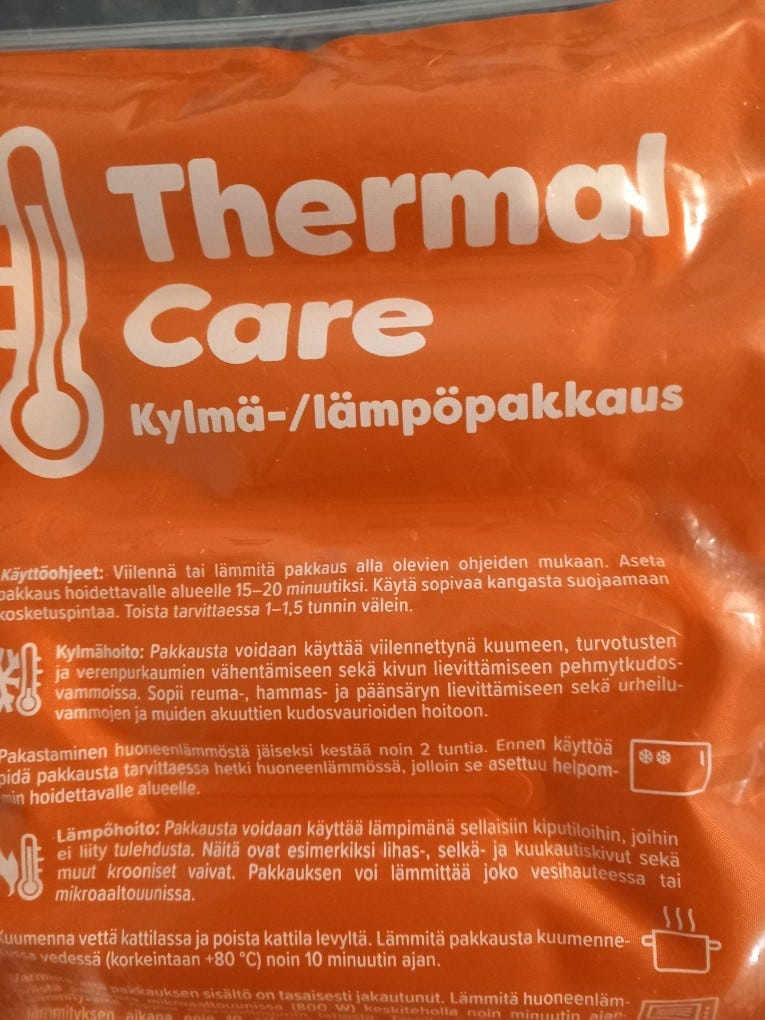 Thermal
Care
Kylmä-/lämpöpakkaus
Käyttöohjeet: Viilennä tai lämmitä pakkaus alla olevien ohjeiden mukaan. Aseta
pakkaus hoidettavalle alueelle 15–20 minuutiksi. Käytä sopivaa kangasta suojaamaan
kosketuspintaa. Toista tarvittaessa 1–1,5 tunnin välein.
Kylmähoito: Pakkausta voidaan käyttää viilennettynä kuumeen, turvotusten
ja verenpurkaumien vähentämiseen sekä kivun lievittämiseen pehmytkudos-
vammoissa. Sopii reuma-, hammas- ja päänsäryn lievittämiseen sekä urheilu-
vammojen ja muiden akuuttien kudosvaurioiden hoitoon.
Pakastaminen huoneenlämmöstä jäiseksi kestää noin 2 tuntia. Ennen käyttöä
pidä pakkausta tarvittaessa hetki huoneenlämmössä, jolloin se asettuu helpom-
min hoidettavalle alueelle.
Lämpöhoito: Pakkausta voidaan käyttää lämpimänä sellaisiin kiputiloihin, joihin
ei liity tulehdusta. Näitä ovat esimerkiksi lihas-, selkä- ja kuukautiskivut sekä
muut krooniset vaivat. Pakkauksen voi lämmittää joko vesihauteessa tai
mikroaaltouunissa.
Kuumenna vettä kattilassa ja poista kattila levyltä. Lämmitä pakkausta kuumenne-
vedessä (korkeintaan +80 °C) noin 10 minuutin ajan.
pakkauksen sisältö on tasaisesti jakautunut. Lämmitä huoneenläm-
mikroaaltouunissa (800 W) keskiteholla noin minuutin ajan.